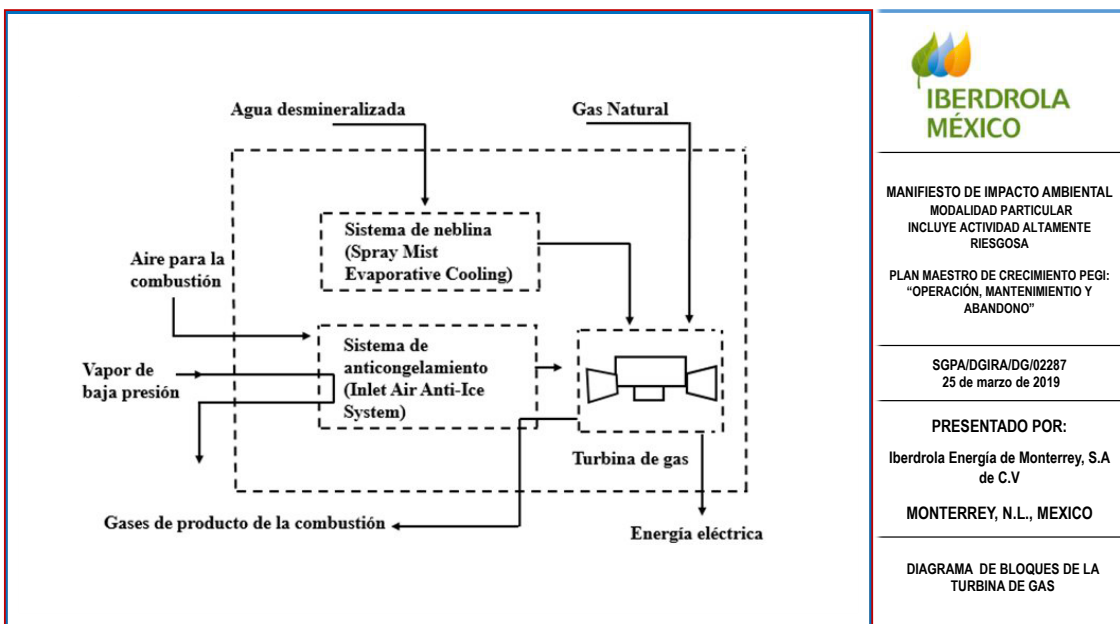 Agua desmineralizada
Gas Natural
Sistema de neblina
(Spray Mist
Evaporative Cooling)
Aire para la
combustión
Sistema de
anticongelamiento
(Inlet Air Anti-Ice
System)
Vapor de
baja presión
Turbina de gas
Gases de producto de la combustión
Energía eléctrica
IBERDROLA
MÉXICO
MANIFIESTO DE IMPACTO AMBIENTAL
MODALIDAD PARTICULAR
INCLUYE ACTIVIDAD ALTAMENTE
RIESGOSA
PLAN MAESTRO DE CRECIMIENTO PEGI:
“OPERACIÓN, MANTENIMIENTIO Y
ABANDONO”
SGPA/DGIRA/DG/02287
25 de marzo de 2019
PRESENTADO POR:
Iberdrola Energía de Monterrey, S.A
de C.V
MONTERREY, N.L., MEXICO
DIAGRAMA DE BLOQUES DE LA
TURBINA DE GAS